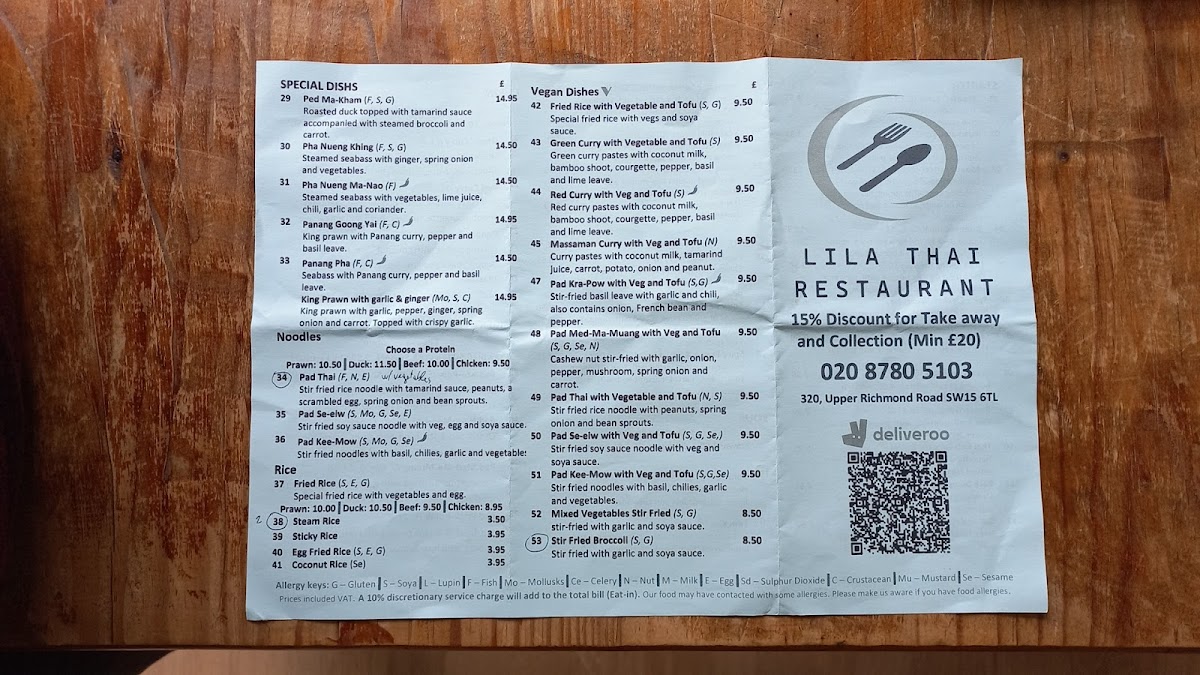 SPECIAL DISHS £
29 Ped Ma-Kham (F, S, G) 14.95
Roasted duck topped with tamarind sauce
accompanied with steamed broccoli and
carrot.
30 Pha Nueng Khing (F, S, G) 14.50
Steamed seabass with ginger, spring onion
and vegetables.
31 Pha Nueng Ma-Nao (F) 14.50
Steamed seabass with vegetables, lime juice,
chili, garlic and coriander.
32 Panang Goong Yai (F, C) 14.95
King prawn with Panang curry, pepper and
basil leave.
33 Panang Pha (F, C) 14.50
Seabass with Panang curry, pepper and basil
leave.
King Prawn with garlic & ginger (Mo, S, C) 14.95
King prawn with garlic, pepper, ginger, spring
onion and carrot. Topped with crispy garlic.
Noodles
Choose a Protein
Prawn: 10.50 | Duck: 11.50 | Beef: 10.00 | Chicken: 9.50
34 Pad Thai (F, N, E) w/ vegetables
Stir fried rice noodle with tamarind sauce, peanuts, a
scrambled egg, spring onion and bean sprouts.
35 Pad Se-eIw (S, Mo, G, Se, E)
Stir fried soy sauce noodle with veg, egg and soya sauce.
36 Pad Kee-Mow (S, Mo, G, Se)
Stir fried noodles with basil, chilies, garlic and vegetables
Rice
37 Fried Rice (S, E, G)
Special fried rice with vegetables and egg.
Prawn: 10.00 | Duck: 10.50 | Beef: 9.50 | Chicken: 8.95
2 38 Steam Rice 3.50
39 Sticky Rice 3.95
40 Egg Fried Rice (S, E, G) 3.95
41 Coconut Rice (Se) 3.95
Vegan Dishes V £
42 Fried Rice with Vegetable and Tofu (S, G) 9.50
Special fried rice with vegs and soya
sauce.
43 Green Curry with Vegetable and Tofu (S) 9.50
Green curry pastes with coconut milk,
bamboo shoot, courgette, pepper, basil
and lime leave.
44 Red Curry with Veg and Tofu (S) 9.50
Red curry pastes with coconut milk,
bamboo shoot, courgette, pepper, basil
and lime leave.
45 Massaman Curry with Veg and Tofu (N) 9.50
Curry pastes with coconut milk, tamarind
juice, carrot, potato, onion and peanut.
47 Pad Kra-Pow with Veg and Tofu (S,G) 9.50
Stir-fried basil leave with garlic and chili,
also contains onion, French bean and
pepper.
48 Pad Med-Ma-Muang with Veg and Tofu 9.50
(S, G, Se, N)
Cashew nut stir-fried with garlic, onion,
pepper, mushroom, spring onion and
carrot.
49 Pad Thai with Vegetable and Tofu (N, S) 9.50
Stir fried rice noodle with peanuts, spring
onion and bean sprouts.
50 Pad Se-eIw with Veg and Tofu (S, G, Se,) 9.50
Stir fried soy sauce noodle with veg and
soya sauce.
51 Pad Kee-Mow with Veg and Tofu (S,G,Se) 9.50
Stir fried noodles with basil, chilies, garlic
and vegetables.
52 Mixed Vegetables Stir Fried (S, G) 8.50
stir-fried with garlic and soya sauce.
53 Stir Fried Broccoli (S, G) 8.50
Stir fried with garlic and soya sauce.
LILA THAI
RESTAURANT
15% Discount for Take away
and Collection (Min £20)
020 8780 5103
320, Upper Richmond Road SW15 6TL
deliveroo
Allergy keys: G – Gluten | S – Soya | L – Lupin | F – Fish | Mo – Mollusks | Ce – Celery | N – Nut | M – Milk | E – Egg | Sd – Sulphur Dioxide | C – Crustacean | Mu – Mustard | Se – Sesame
Prices included VAT. A 10% discretionary service charge will add to the total bill (Eat-in). Our food may have contacted with some allergies. Please make us aware if you have food allergies.